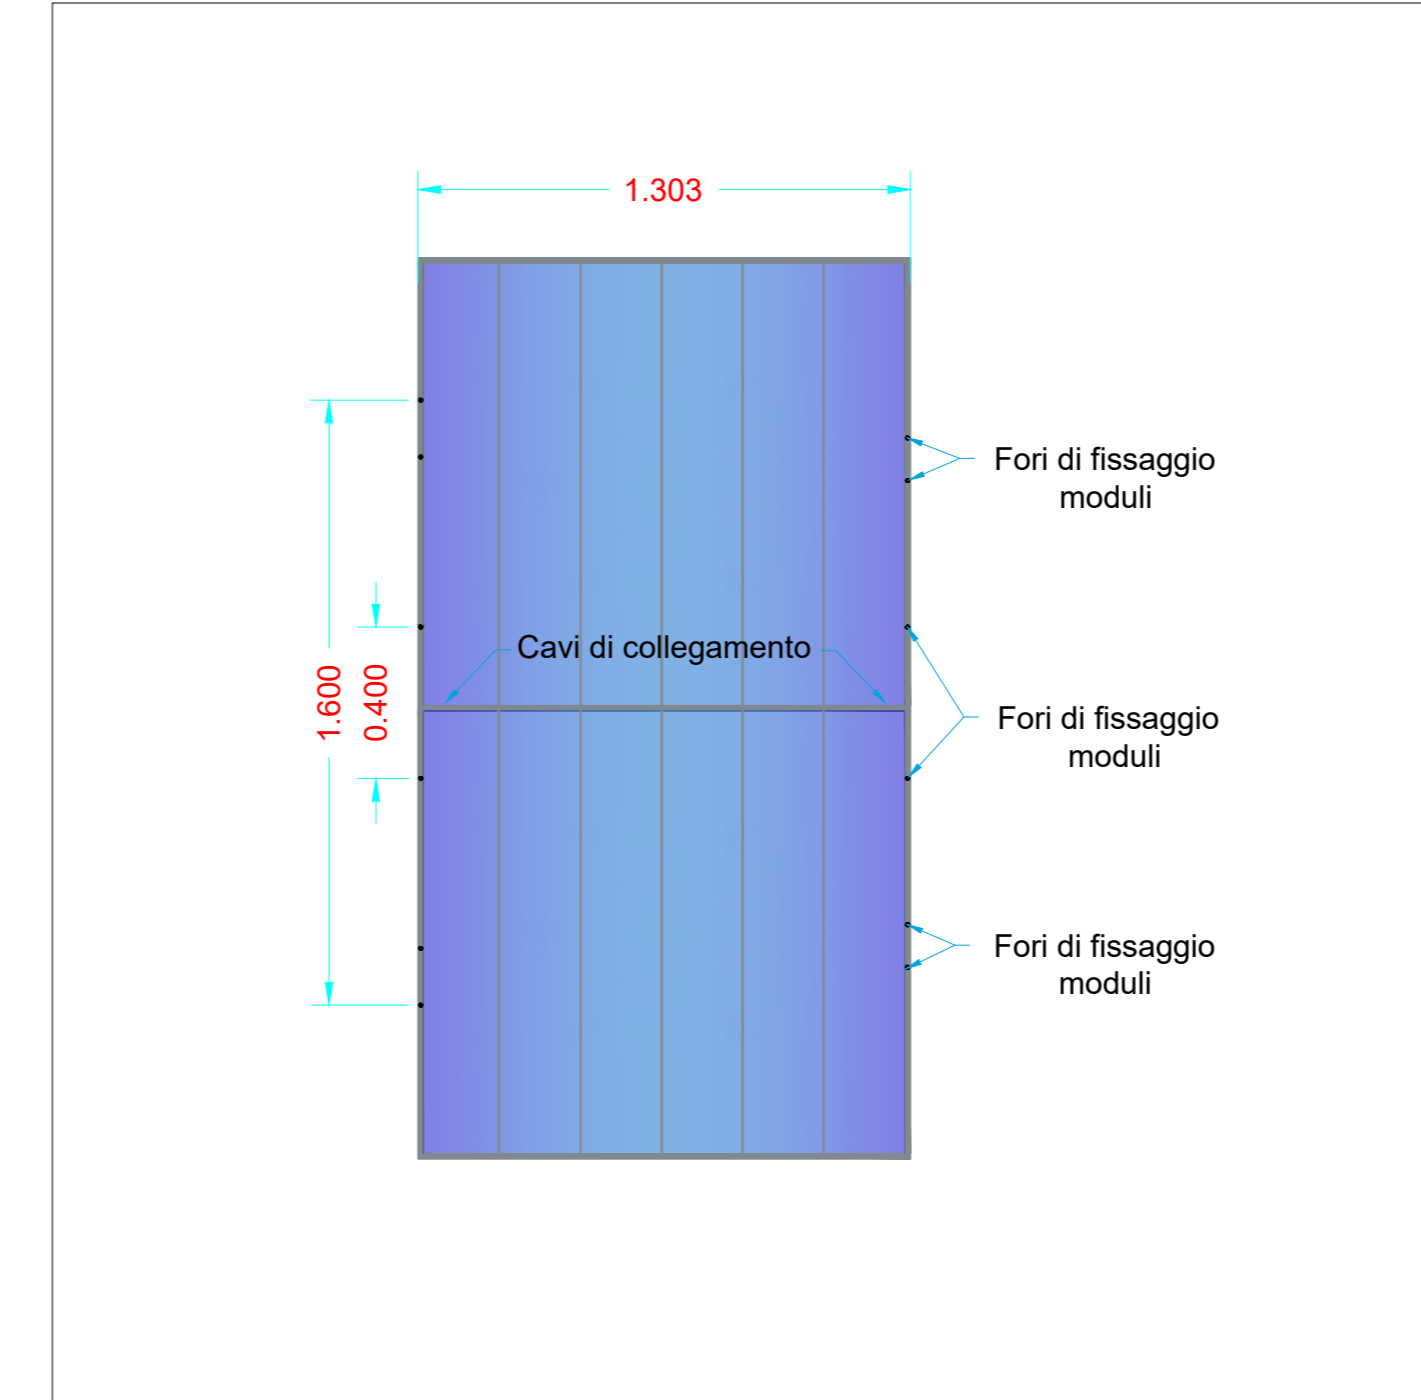 1.303
Fori di fissaggio
moduli
Cavi di collegamento
1.600
0.400
Fori di fissaggio
moduli
Fori di fissaggio
moduli